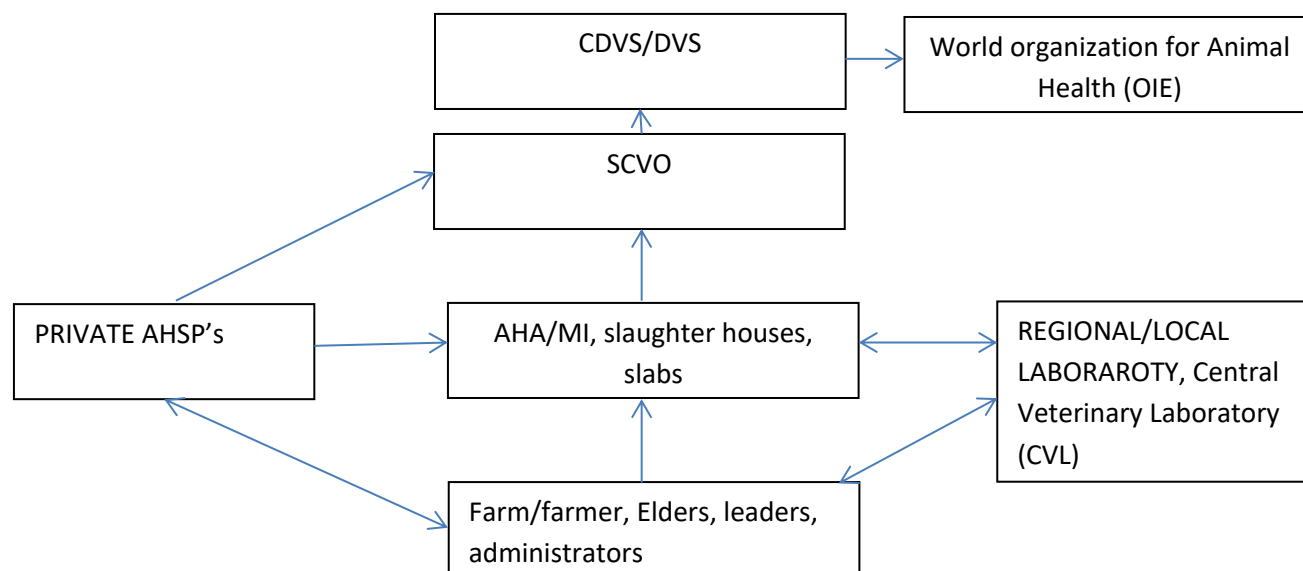 CDVS/DVS
World organization for Animal
Health (OIE)
SCVO
PRIVATE AHSP's
AHA/MI, slaughter houses,
slabs
REGIONAL/LOCAL
LABORAROTY, Central
Veterinary Laboratory
(CVL)
Farm/farmer, Elders, leaders,
administrators